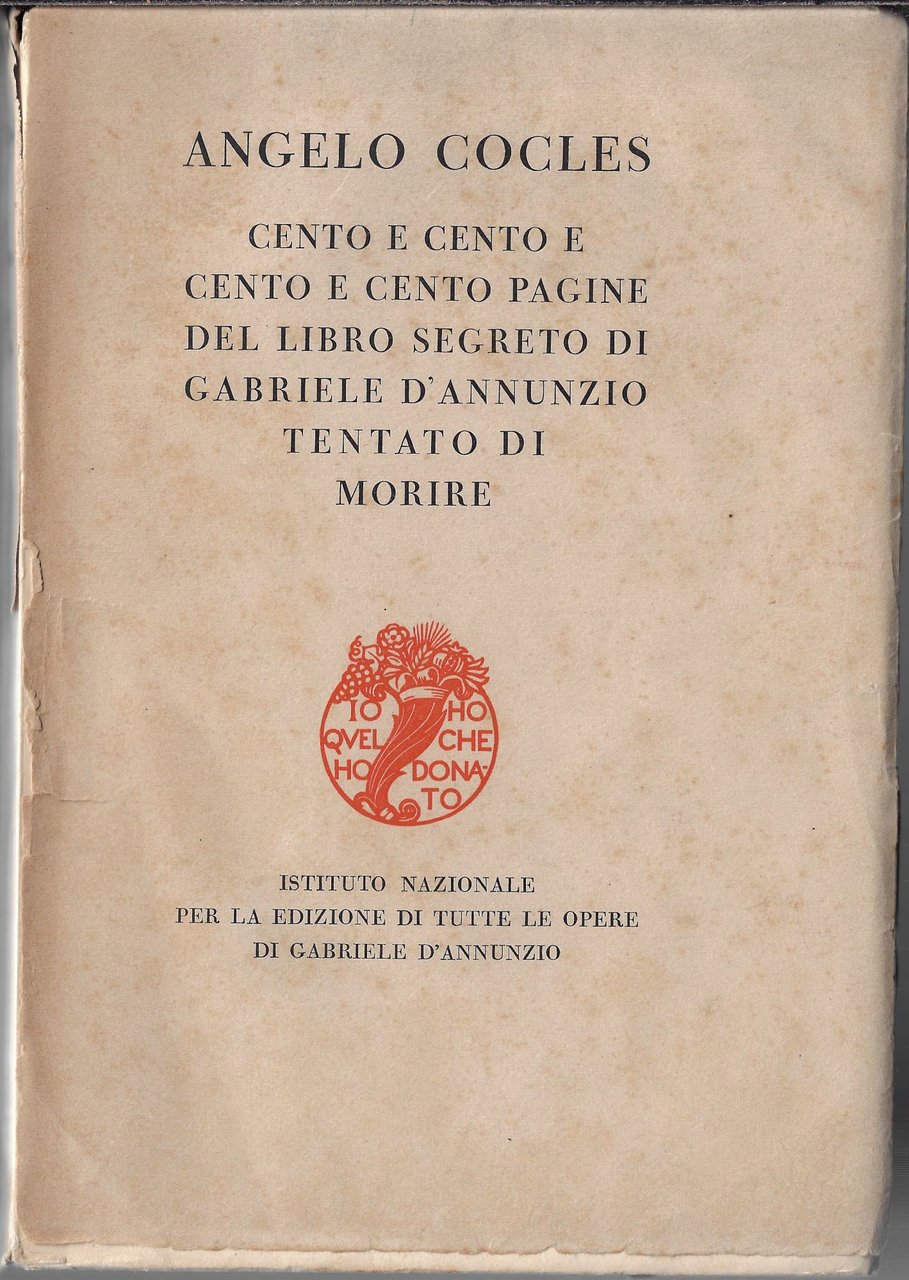 ANGELO COCLES
CENTO E CENTO E
CENTO E CENTO PAGINE
DEL LIBRO SEGRETO DI
GABRIELE D'ANNUNZIO
TENTATO DI
MORIRE
IO HO
QVEL CHE
HO DONA-
TO
ISTITUTO NAZIONALE
PER LA EDIZIONE DI TUTTE LE OPERE
DI GABRIELE D'ANNUNZIO